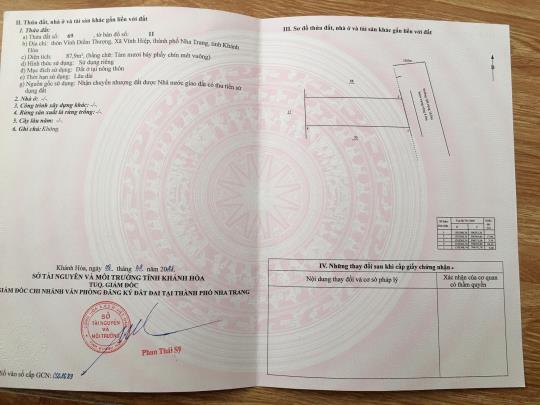 II. Thửa đất, nhà ở và tài sản khác gắn liền với đất
1. Thửa đất:
a) Thửa đất số: 69 , tờ bản đồ số: 11
b) Địa chỉ: thôn Vĩnh Điềm Thượng, Xã Vĩnh Hiệp, thành phố Nha Trang, tỉnh Khánh
Hòa
c) Diện tích: 87,9m², (bằng chữ: Tám mươi bảy phẩy chín mét vuông)
d) Hình thức sử dụng: Sử dụng riêng
đ) Mục đích sử dụng: Đất ở tại nông thôn
e) Thời hạn sử dụng: Lâu dài
g) Nguồn gốc sử dụng: Nhận chuyển nhượng đất được Nhà nước giao đất có thu tiền sử
dụng đất
2. Nhà ở: -/-.
3. Công trình xây dựng khác: -/-.
4. Rừng sản xuất là rừng trồng: -/-.
5. Cây lâu năm: -/-.
6. Ghi chú: Không
Khánh Hòa, ngày tháng năm
SỞ TÀI NGUYÊN VÀ MÔI TRƯỜNG TỈNH KHÁNH HÒA
TUQ. GIÁM ĐỐC
GIÁM ĐỐC CHI NHÁNH VĂN PHÒNG ĐĂNG KÝ ĐẤT ĐAI TẠI THÀNH PHỐ NHA TRANG
SỞ
TÀI NGUYÊN
VÀ
MÔI TRƯỜNG
Phan Thái Sỹ
Số vào sổ cấp GCN:
III. Sơ đồ thửa đất, nhà ở và tài sản khác gắn liền với đất
IV. Những thay đổi sau khi cấp giấy chứng nhận
Nội dung thay đổi và cơ sở pháp lý
Xác nhận của cơ quan
có thẩm quyền